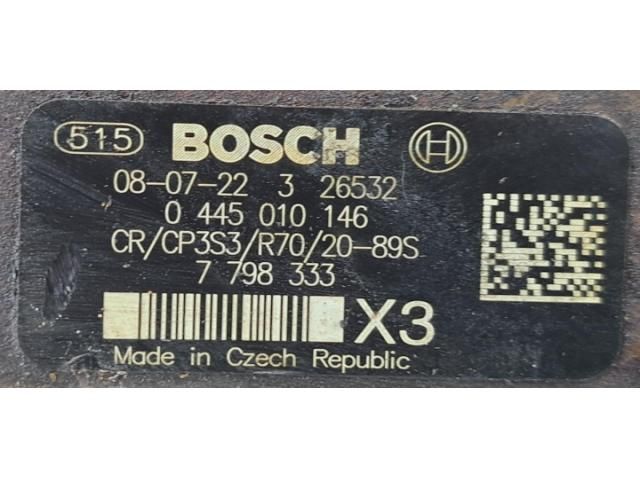 515 BOSCH
08-07-22 3 26532
0 445 010 146
CR/CP3S3/R70/20-89S
7 798 333
X3
Made in Czech Republic